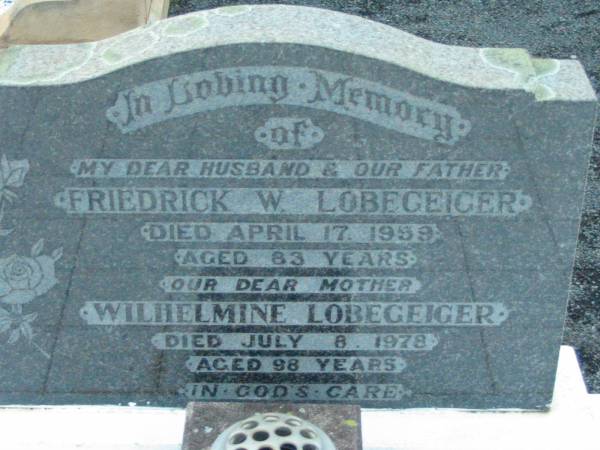 In Loving Memory
of
MY DEAR HUSBAND & OUR FATHER
FRIEDRICK W. LOBEGEIGER
DIED APRIL 17. 1959
AGED 83 YEARS
OUR DEAR MOTHER
WILHELMINE LOBEGEIGER
DIED JULY 8. 1978
AGED 98 YEARS
IN GOD'S CARE